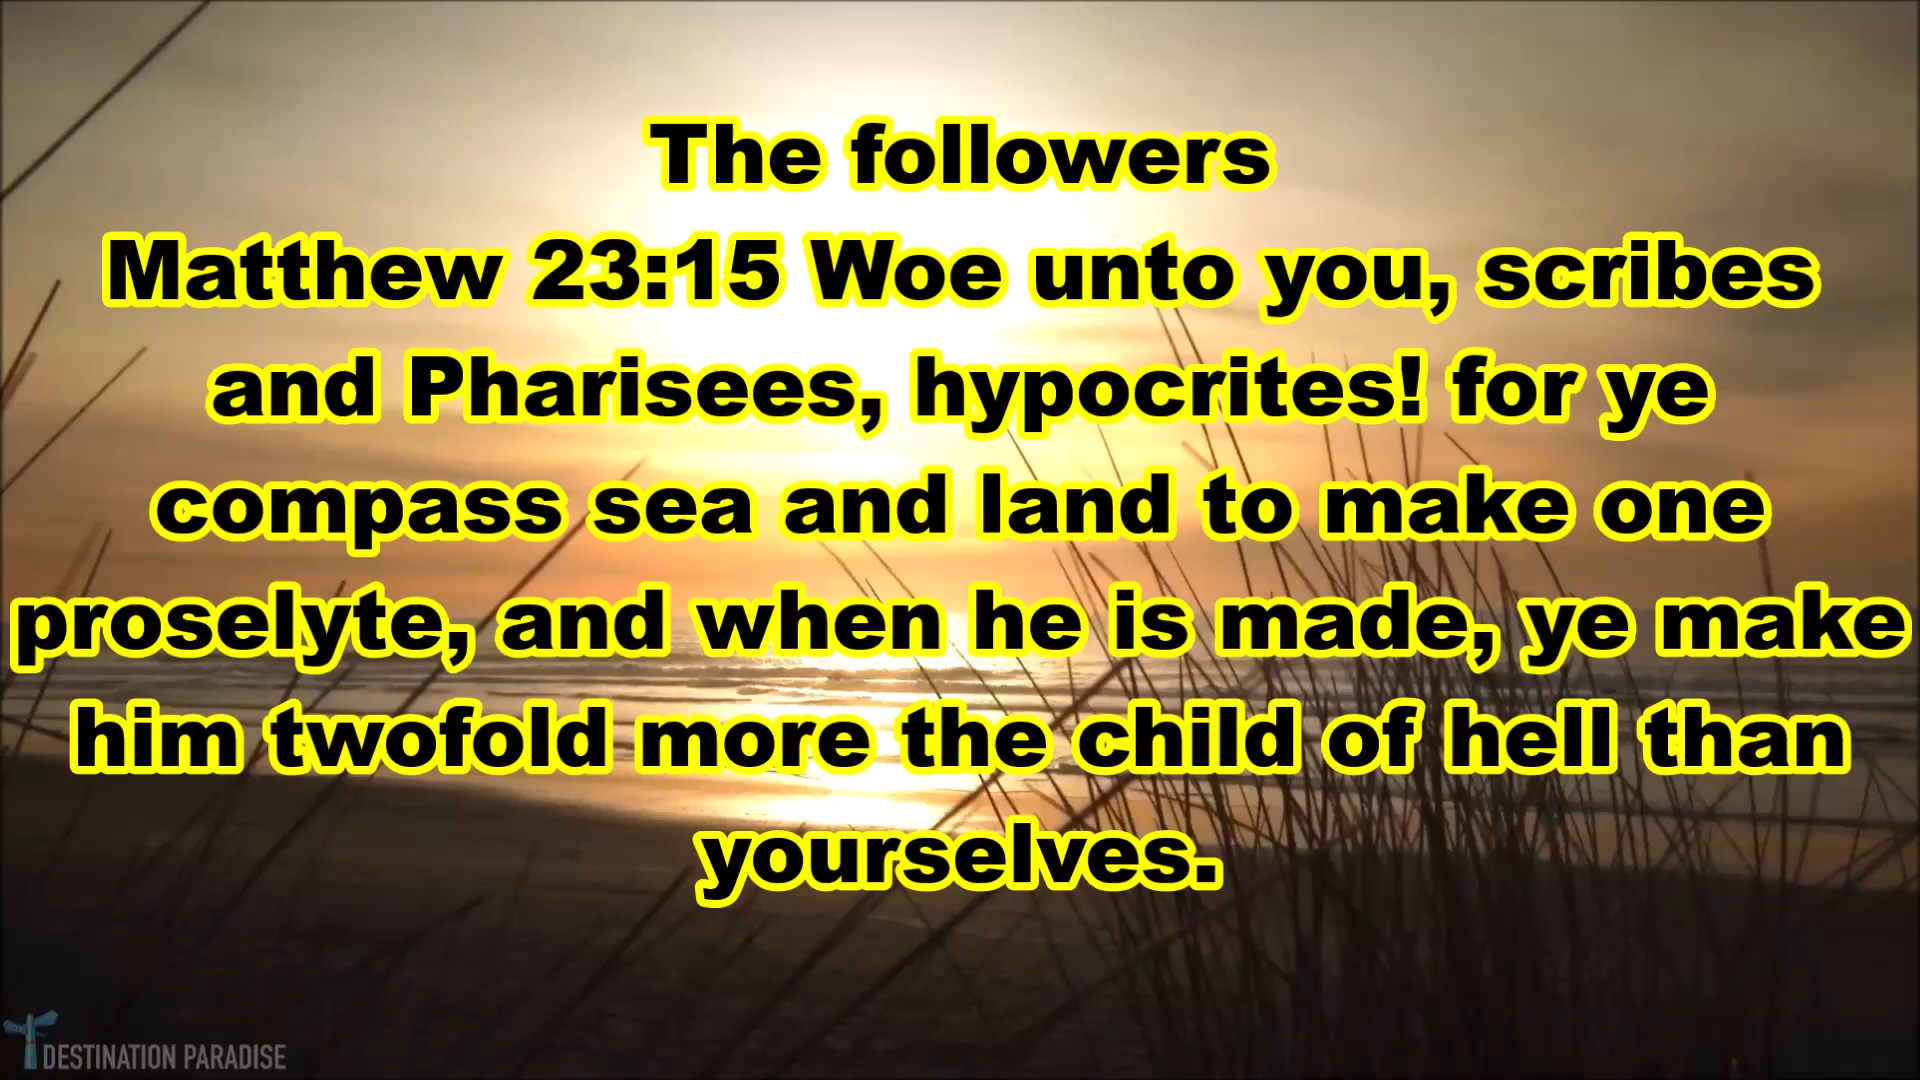 The followers
Matthew 23:15 Woe unto you, scribes
and Pharisees, hypocrites! for ye
compass sea and land to make one
proselyte, and when he is made, ye make
him twofold more the child of hell than
yourselves.
DESTINATION PARADISE